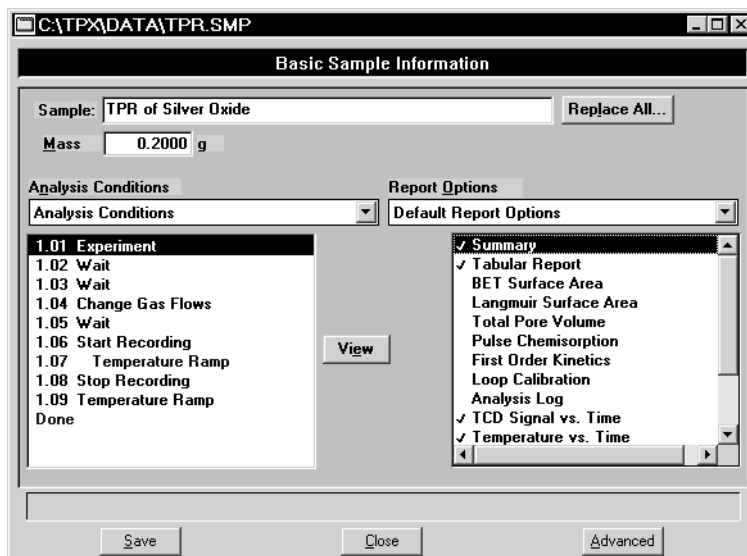 C:\TPX\DATA\TPR.SMP
Basic Sample Information
Sample: TPR of Silver Oxide Replace All...
Mass 0.2000 g
Analysis Conditions Report Options
Analysis Conditions Default Report Options
1.01 Experiment
1.02 Wait
1.03 Wait
1.04 Change Gas Flows
1.05 Wait
1.06 Start Recording
1.07 Temperature Ramp
1.08 Stop Recording
1.09 Temperature Ramp
Done
View
✓ Summary
✓ Tabular Report
BET Surface Area
Langmuir Surface Area
Total Pore Volume
Pulse Chemisorption
First Order Kinetics
Loop Calibration
Analysis Log
✓ TCD Signal vs. Time
✓ Temperature vs. Time
Save Close Advanced